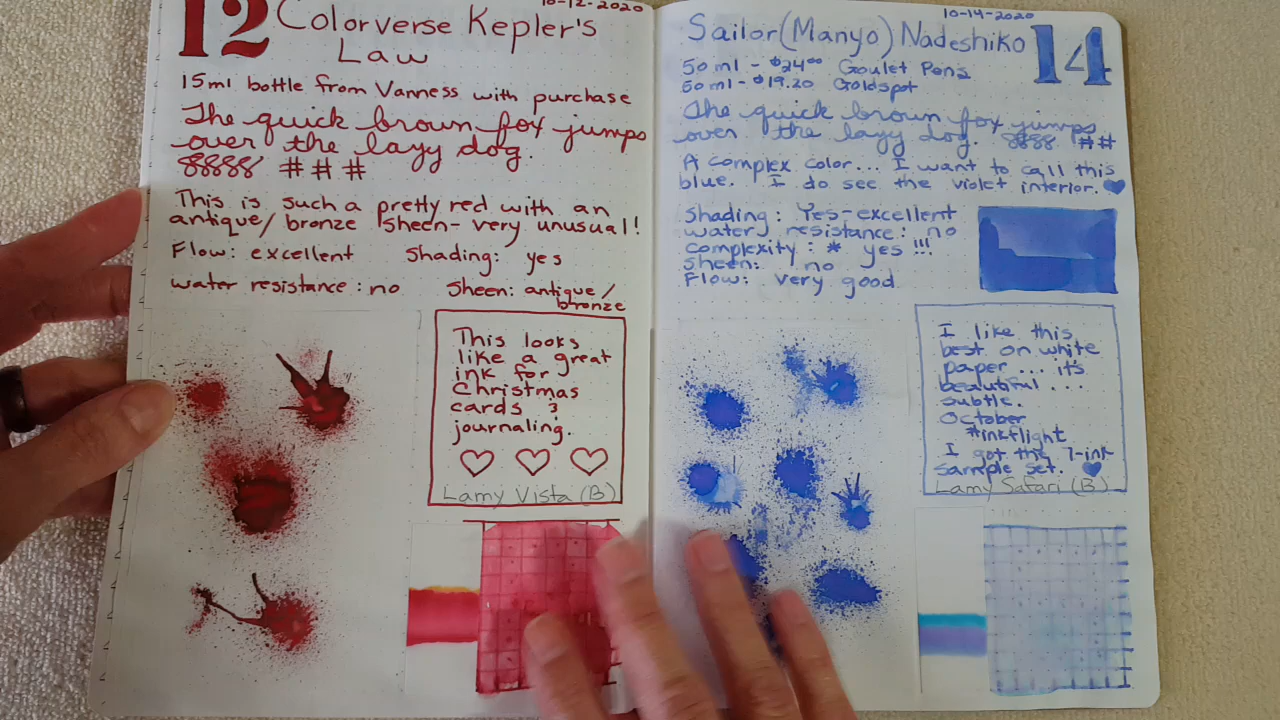 10-12-2020
12 Colorverse Kepler's
Law
15ml bottle from Vanness with purchase
The quick brown fox jumps
over the lazy dog.
88888 # # #
This is such a pretty red with an
antique/bronze sheen- very unusual!
Flow: excellent Shading: yes
water resistance: no Sheen: antique/
bronze
This looks
like a great
ink for
Christmas
cards &
journaling.
Lamy Vista (B)
10-14-2020
Sailor (Manyo) Nadeshiko 14
50 ml - $24.00 Goulet Pens
50 ml - $19.20 Goldspot
The quick brown fox jumps
over the lazy dog. 8888 ##
A complex color... I want to call this
blue. I do see the violet interior.
Shading: Yes-excellent
water resistance: no
complexity: * yes !!!
Sheen: no
Flow: very good
I like this
best on white
paper... it's
beautiful...
subtle.
October
#inkflight
I got the 7-ink
sample set.
Lamy Safari (B)